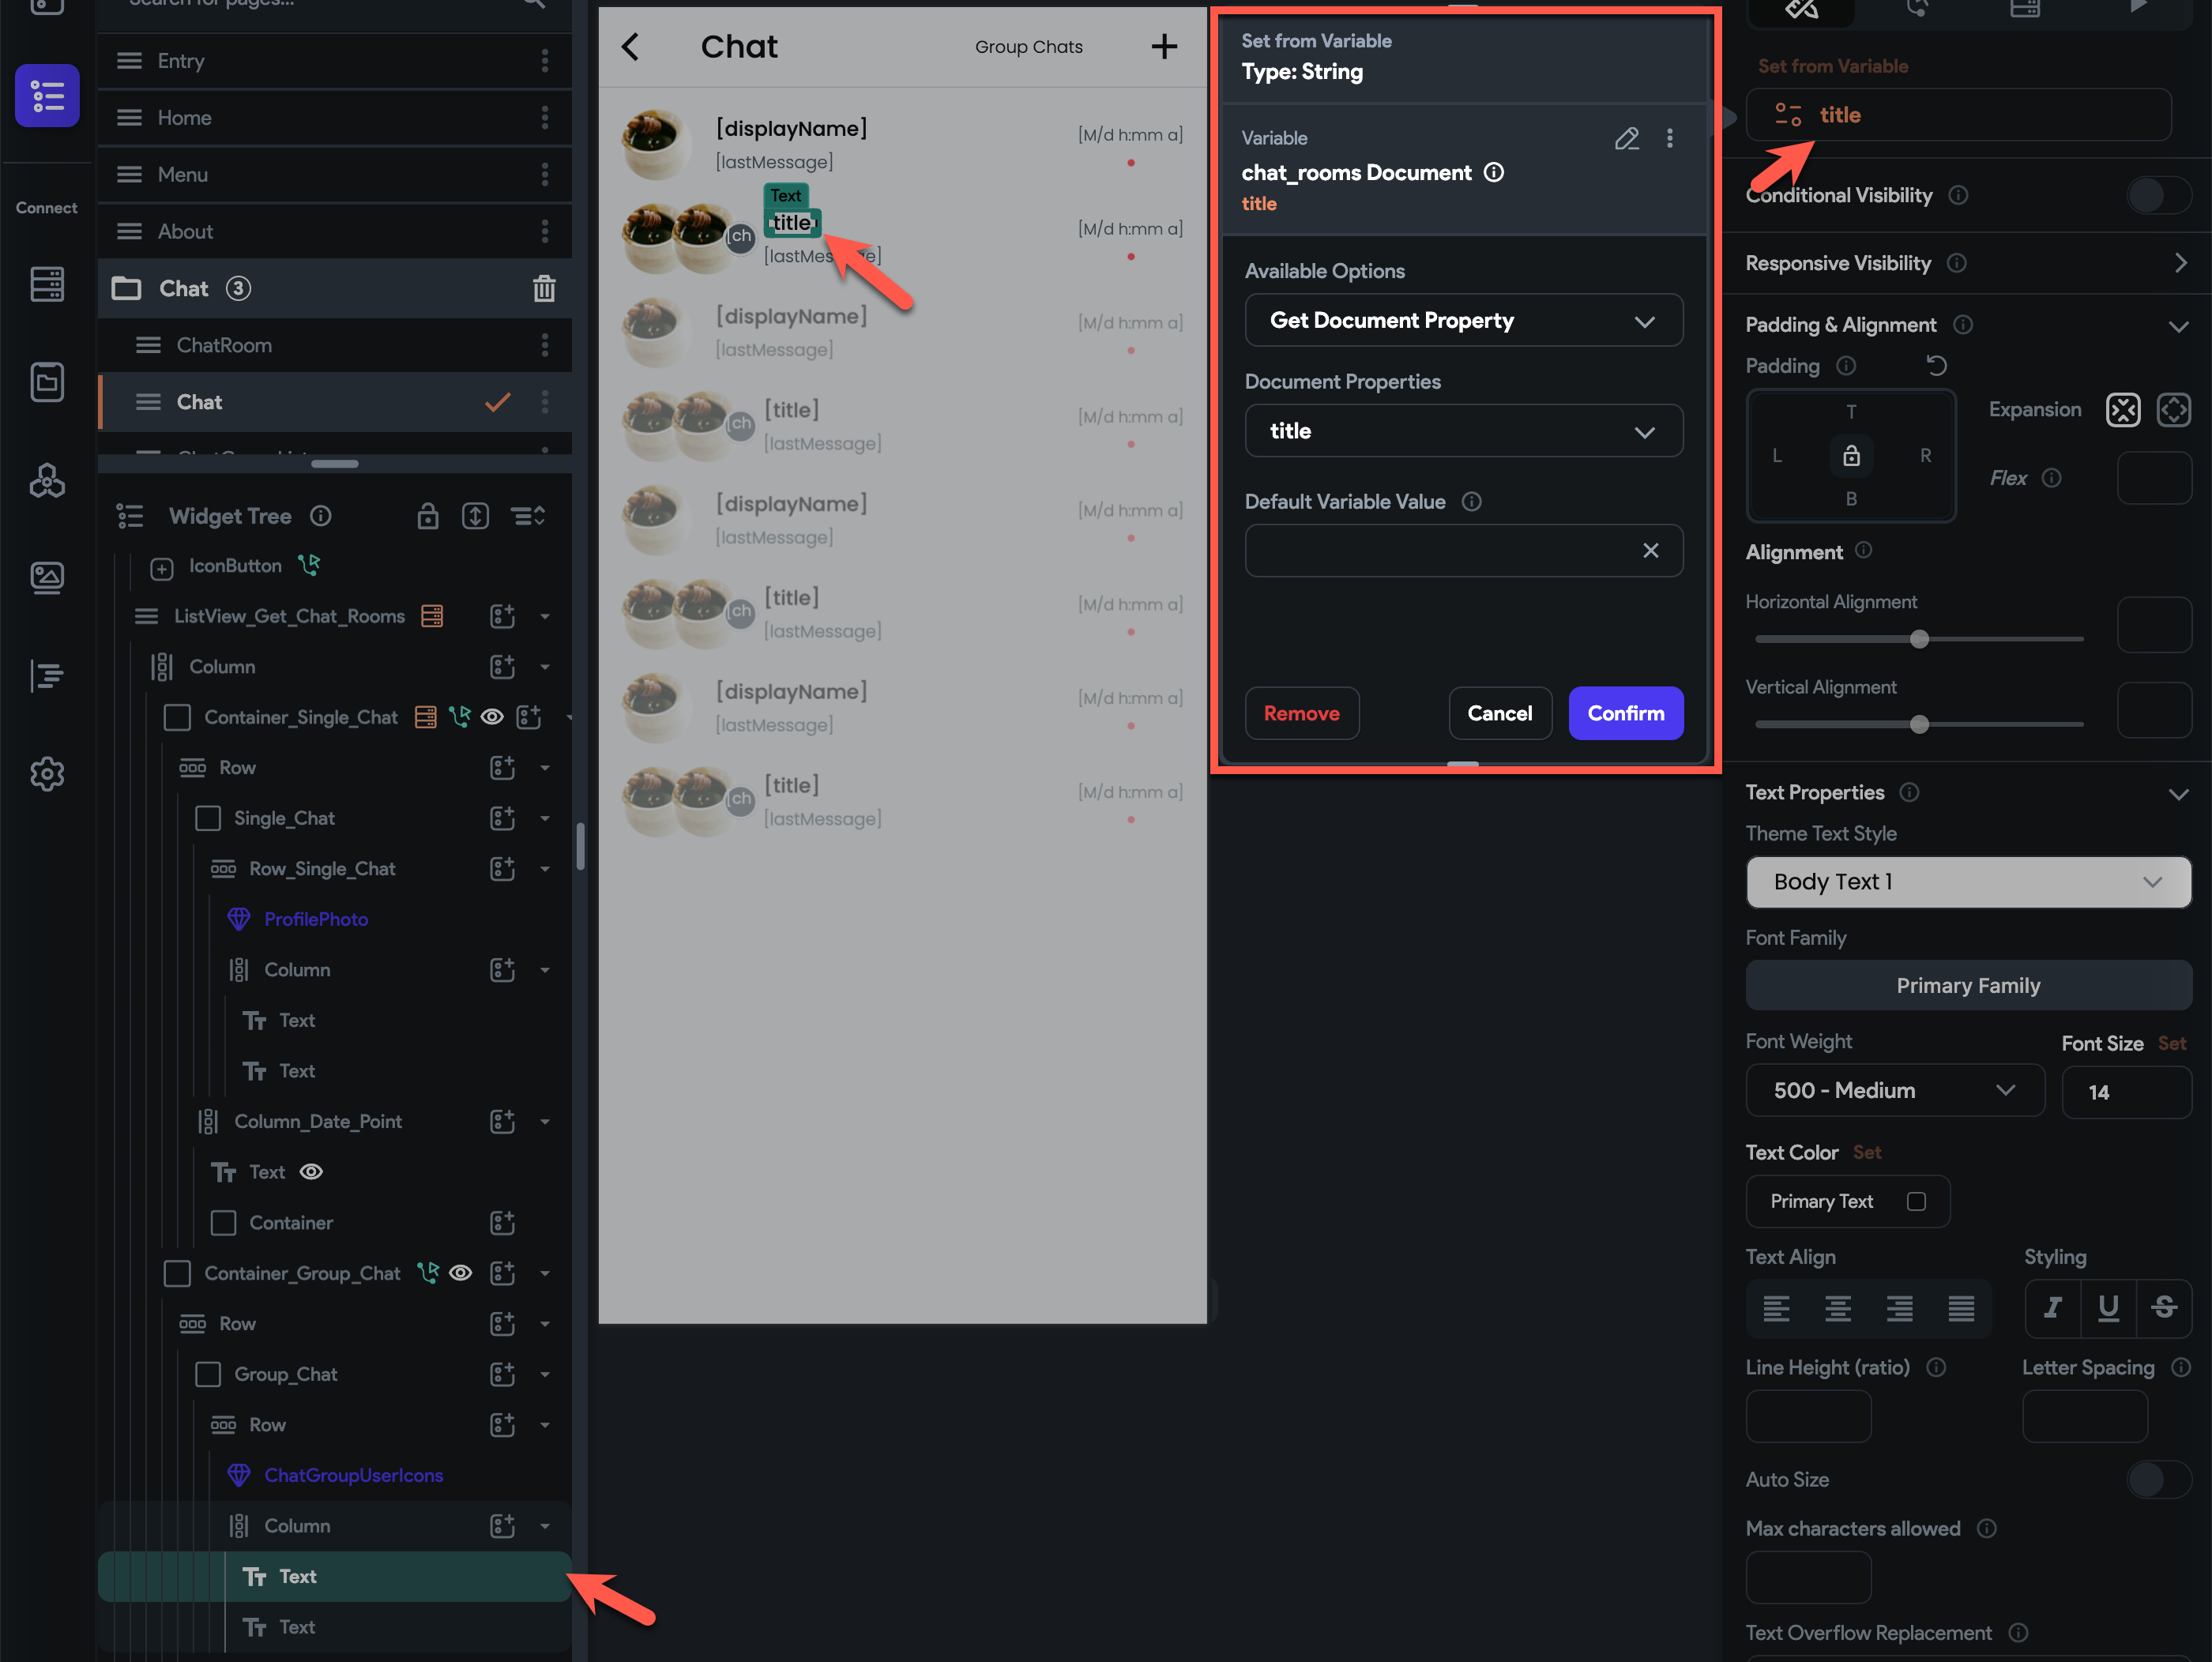 Search for pages...
Connect
Entry
Home
Menu
About
Chat 3
ChatRoom
Chat
Widget Tree
IconButton
ListView_Get_Chat_Rooms
Column
Container_Single_Chat
Row
Single_Chat
Row_Single_Chat
ProfilePhoto
Column
Text
Text
Column_Date_Point
Text
Container
Container_Group_Chat
Row
Group_Chat
Row
ChatGroupUserIcons
Column
Text
Text
Chat Group Chats
[displayName] [M/d h:mm a]
[lastMessage]
Text
title [M/d h:mm a]
[ch
[lastMessage]
[displayName] [M/d h:mm a]
[lastMessage]
[title] [M/d h:mm a]
[ch
[lastMessage]
[displayName] [M/d h:mm a]
[lastMessage]
[title] [M/d h:mm a]
[ch
[lastMessage]
[displayName] [M/d h:mm a]
[lastMessage]
[title] [M/d h:mm a]
[ch
[lastMessage]
Set from Variable
Type: String
Variable
chat_rooms Document
title
Available Options
Get Document Property
Document Properties
title
Default Variable Value
Remove Cancel Confirm
Set from Variable
title
Conditional Visibility
Responsive Visibility
Padding & Alignment
Padding
T
L R
B
Expansion
Flex
Alignment
Horizontal Alignment
Vertical Alignment
Text Properties
Theme Text Style
Body Text 1
Font Family
Primary Family
Font Weight Font Size Set
500 - Medium 14
Text Color Set
Primary Text
Text Align Styling
Line Height (ratio) Letter Spacing
Auto Size
Max characters allowed
Text Overflow Replacement